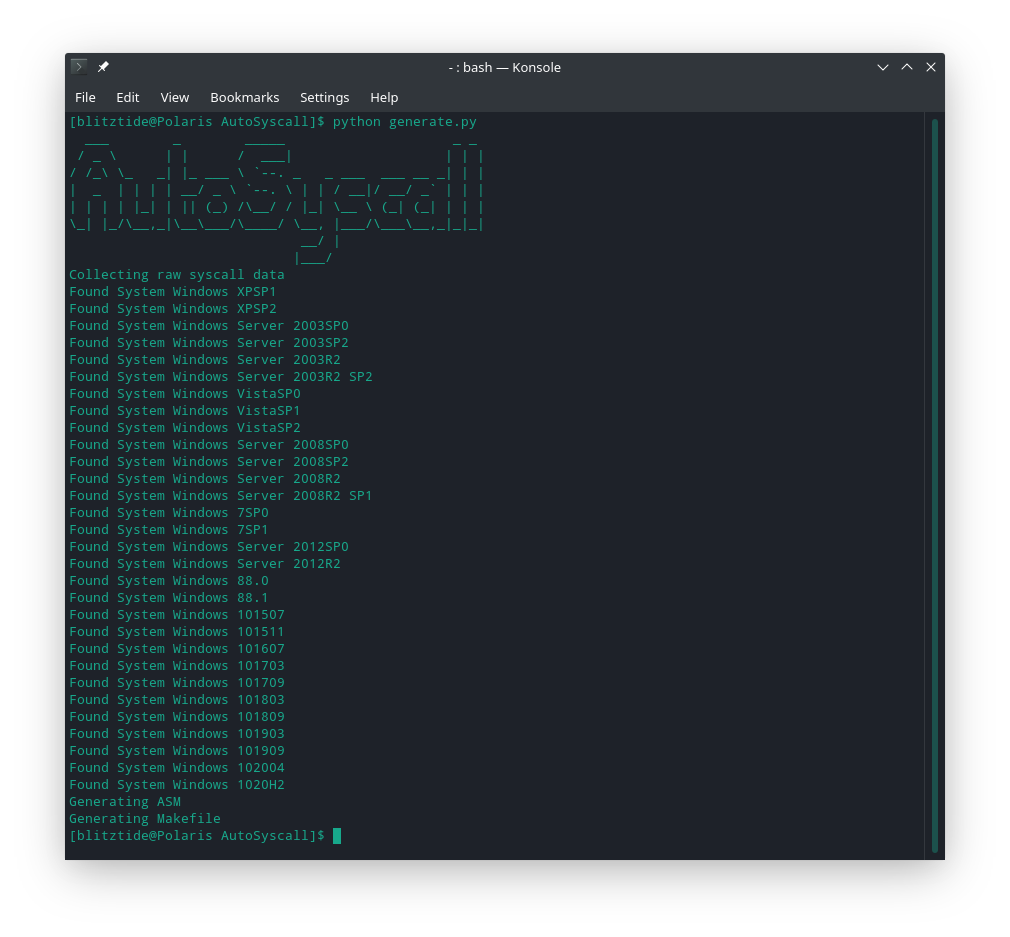 - : bash — Konsole
File Edit View Bookmarks Settings Help
[blitztide@Polaris AutoSyscall]$ python generate.py
AutoSyscall
Collecting raw syscall data
Found System Windows XPSP1
Found System Windows XPSP2
Found System Windows Server 2003SP0
Found System Windows Server 2003SP2
Found System Windows Server 2003R2
Found System Windows Server 2003R2 SP2
Found System Windows VistaSP0
Found System Windows VistaSP1
Found System Windows VistaSP2
Found System Windows Server 2008SP0
Found System Windows Server 2008SP2
Found System Windows Server 2008R2
Found System Windows Server 2008R2 SP1
Found System Windows 7SP0
Found System Windows 7SP1
Found System Windows Server 2012SP0
Found System Windows Server 2012R2
Found System Windows 88.0
Found System Windows 88.1
Found System Windows 101507
Found System Windows 101511
Found System Windows 101607
Found System Windows 101703
Found System Windows 101709
Found System Windows 101803
Found System Windows 101809
Found System Windows 101903
Found System Windows 101909
Found System Windows 102004
Found System Windows 1020H2
Generating ASM
Generating Makefile
[blitztide@Polaris AutoSyscall]$